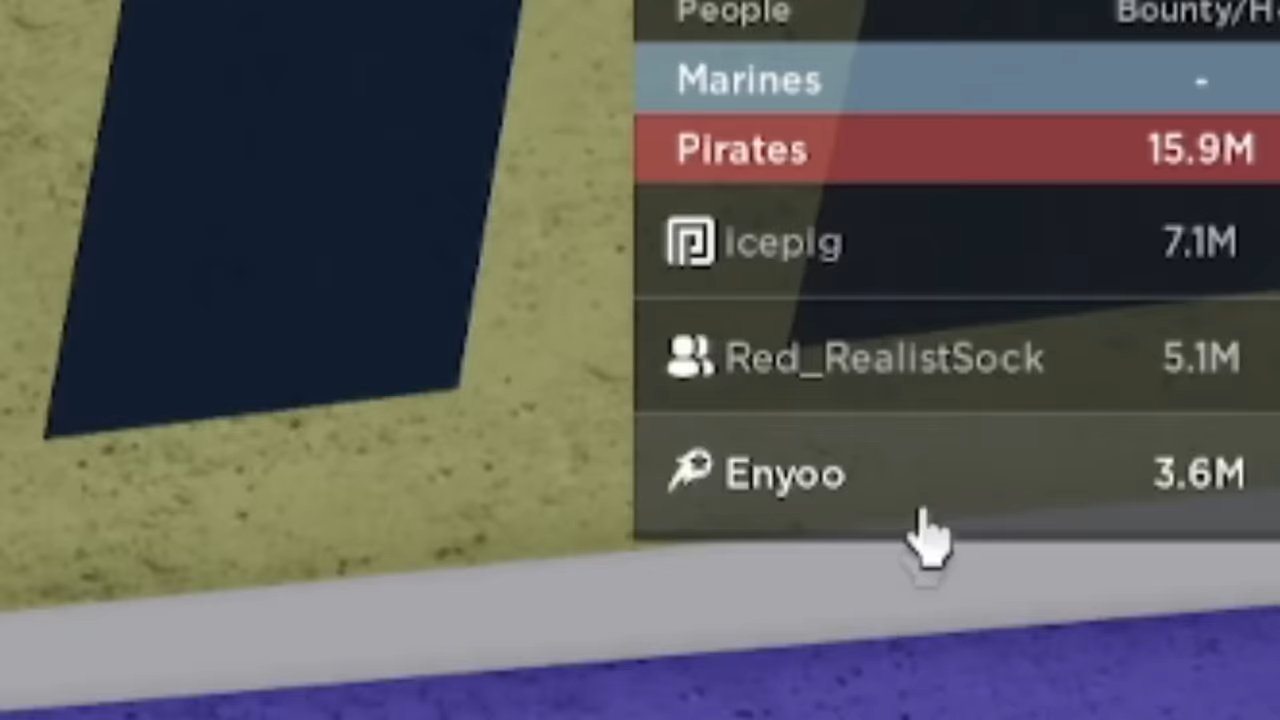 People Bounty/H
Marines -
Pirates 15.9M
Icepig 7.1M
Red_RealistSock 5.1M
Enyoo 3.6M